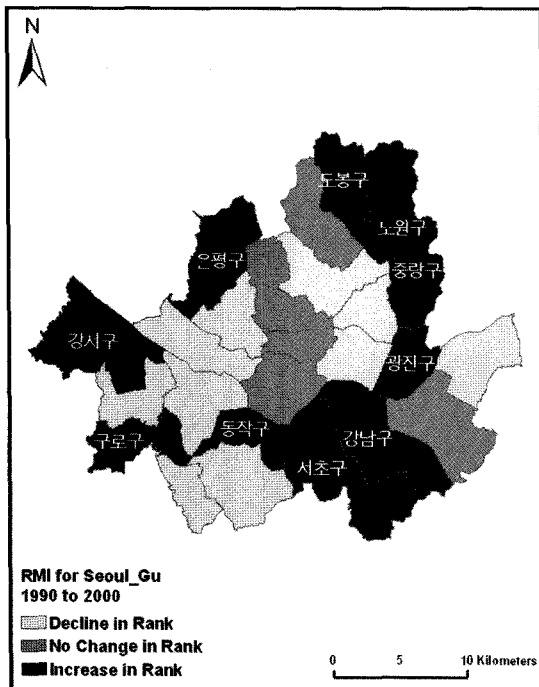 N
도봉구
노원구
은평구
중랑구
강서구
광진구
동작구
강남구
구로구
서초구
RMI for Seoul_Gu
1990 to 2000
Decline in Rank
No Change in Rank
Increase in Rank
0 5 10 Kilometers